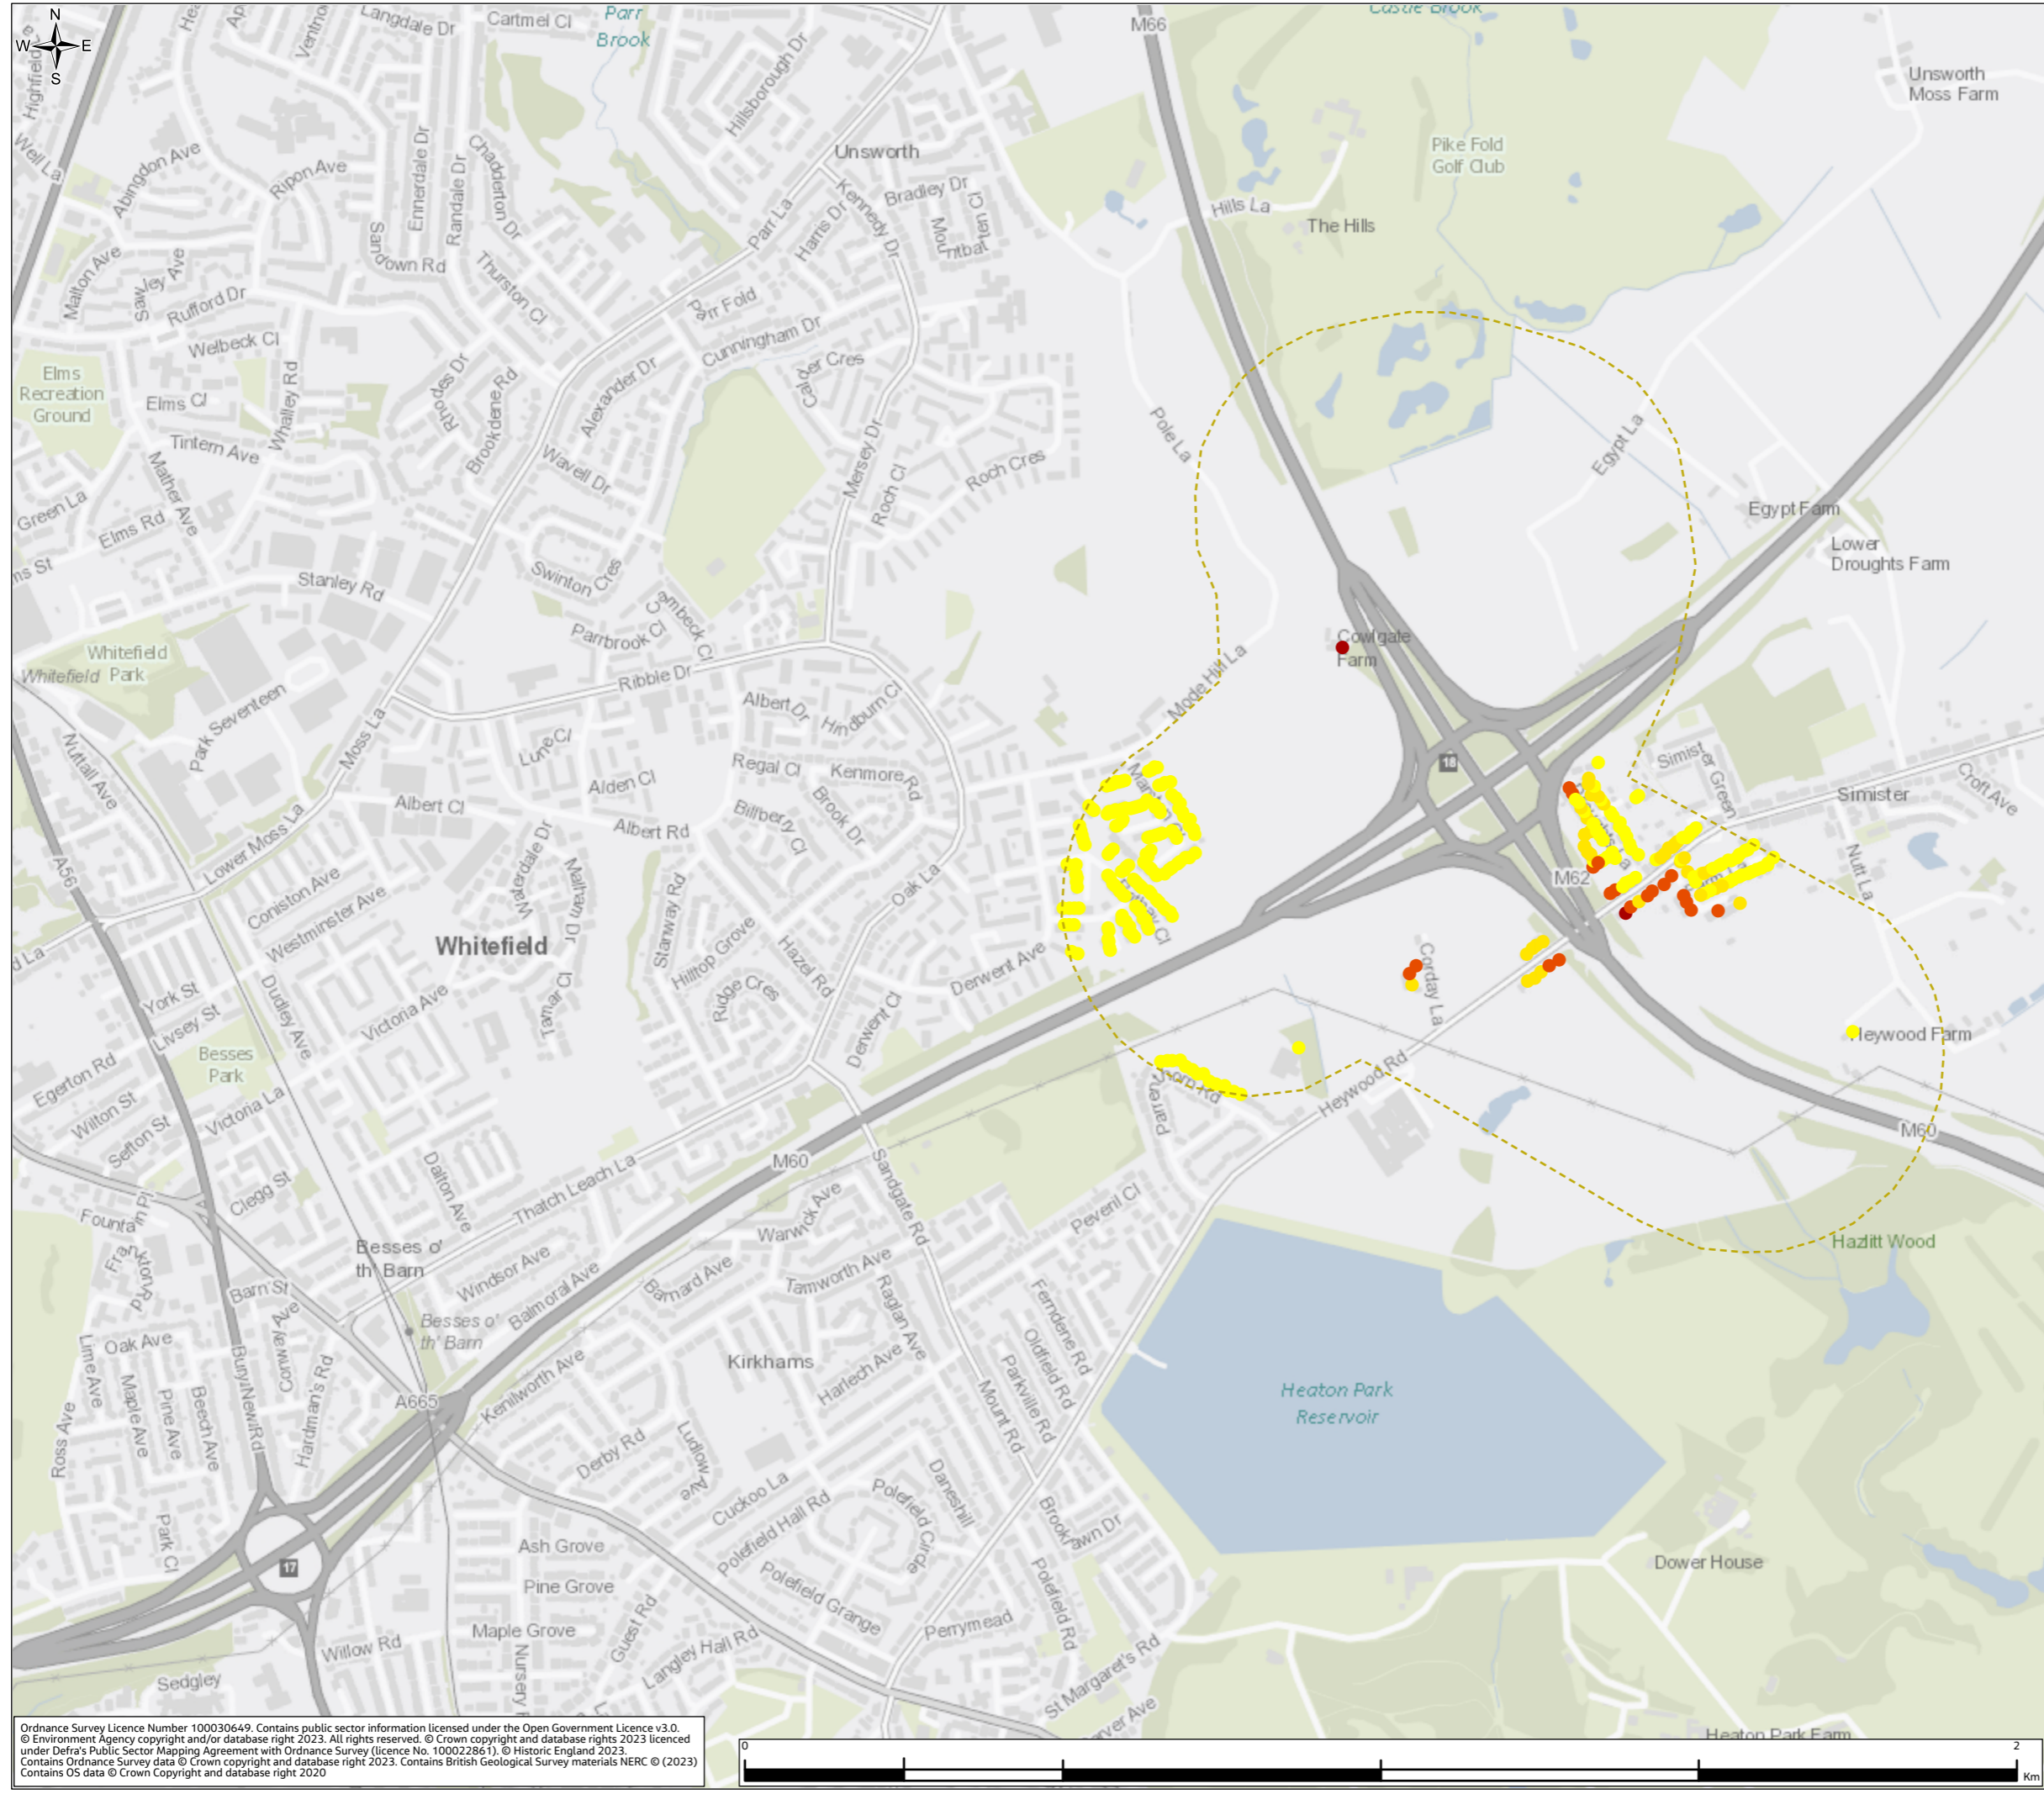 N
W
E
S
Langdale Dr
Cartmel Cl
Parr
Brook
M66
Castle Brook
Unsworth
Moss Farm
Hillsborough Dr
Well La
Abingdon Ave
Ripon Ave
Ennerdale Dr
Randale Dr
Chadderton Dr
Unsworth
Kennedy Dr
Bradley Dr
Pike Fold
Golf Club
Hills La
The Hills
Parr La
Harris Dr
Sandown Rd
Malton Ave
Rufford Dr
Thurston Cl
Parr Fold
Welbeck Cl
Cunningham Dr
Elms
Recreation
Ground
Elms Cl
Whalley Rd
Rhodes Dr
Brookdene Rd
Alexander Dr
Tintern Ave
Mather Ave
Wavell Dr
Mersey Dr
Roch Cl
Roch Cres
Pole La
Egypt La
Green La
Elms Rd
Egypt Farm
Lower
Droughts Farm
Stanley Rd
Swinton Cres
Parrbrook Cl
Whitefield
Park
Whitefield
Ribble Dr
Cowlgate
Farm
Mode Hill La
Park Seventeen
Moss La
Albert Dr
Hindburn Cl
Nuttall Ave
Lune Cl
Alden Cl
Regal Cl
Kenmore Rd
18
Simister Green
Simister
Croft Ave
Albert Cl
Albert Rd
Billberry Cl
Brook Dr
Lower Moss La
A56
Oak La
M62
Nutt La
Coniston Ave
Westminster Ave
Waterdale Dr
Malham Dr
Stanway Rd
Whitefield
Hilltop Grove
Hazel Rd
Derwent Ave
Corday La
York St
Livsey St
Dudley Ave
Victoria Ave
Tamar Cl
Ridge Cres
Derwent Cl
Heywood Farm
Besses
Park
Egerton Rd
Wilton St
Sefton St
Victoria La
Heywood Rd
M60
M60
Dalton Ave
Thatch Leach La
Sandgate Rd
Clegg St
Warwick Ave
Peveril Cl
Hazlitt Wood
Besses o'
th' Barn
Windsor Ave
Balmoral Ave
Barnard Ave
Tamworth Ave
Raglan Ave
Ferndene Rd
Barn St
Conway Ave
Besses o'
th' Barn
Oak Ave
Lime Ave
Maple Ave
Pine Ave
Beech Ave
Bury New Rd
Hardman's Rd
Kirkhams
Harlech Ave
Oldfield Rd
Parkville Rd
Mount Rd
Heaton Park
Reservoir
A665
Kenilworth Ave
Ross Ave
Derby Rd
Ludlow Ave
Cuckoo La
Polefield Hall Rd
Polefield Circle
Daneshill
Brooklawn Dr
Park Cl
17
Ash Grove
Pine Grove
Maple Grove
Polefield Grange
Polefield Rd
Dower House
Guest Rd
Perrymead
Willow Rd
Langley Hall Rd
St Margaret's Rd
Sedgley
Heaton Park Farm
Ordnance Survey Licence Number 100030649. Contains public sector information licensed under the Open Government Licence v3.0.
© Environment Agency copyright and/or database right 2023. All rights reserved. © Crown copyright and database rights 2023 licenced
under Defra's Public Sector Mapping Agreement with Ordnance Survey (licence No. 100022861). © Historic England 2023.
Contains Ordnance Survey data © Crown copyright and database right 2023. Contains British Geological Survey materials NERC © (2023)
Contains OS data © Crown Copyright and database right 2020
0
2
Km